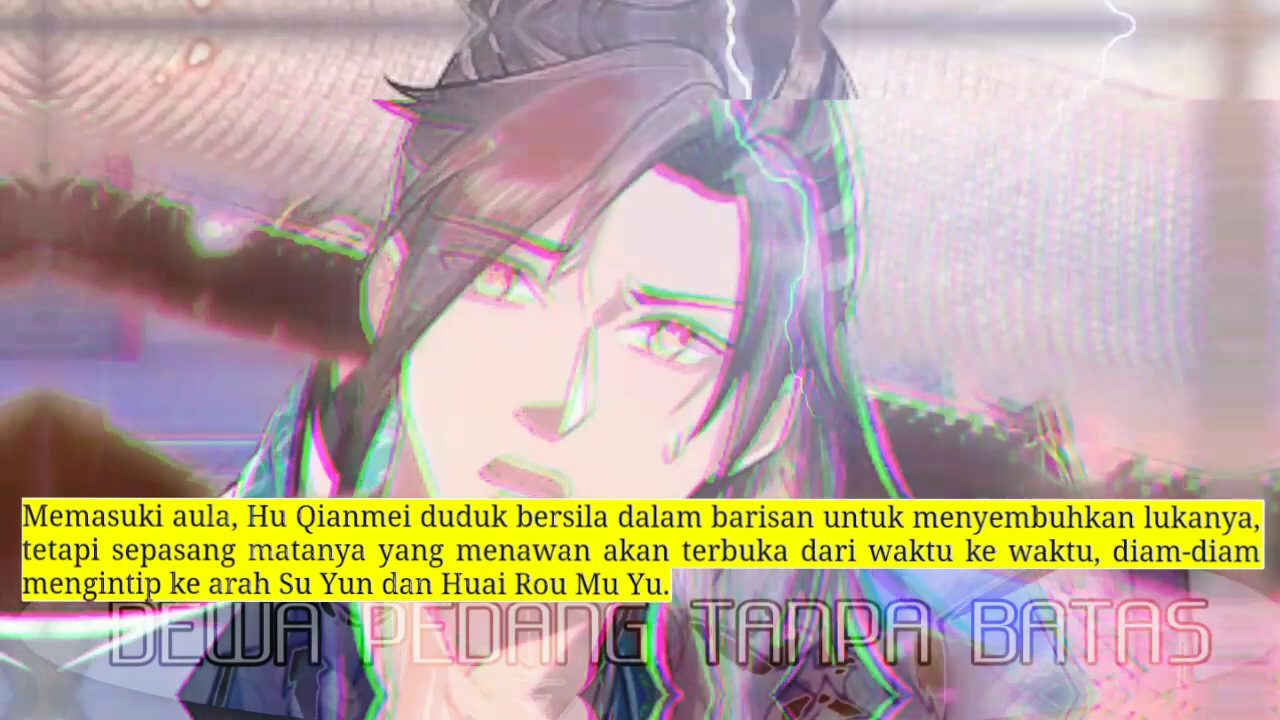 Memasuki aula, Hu Qianmei duduk bersila dalam barisan untuk menyembuhkan lukanya,
tetapi sepasang matanya yang menawan akan terbuka dari waktu ke waktu, diam-diam
mengintip ke arah Su Yun dan Huai Rou Mu Yu.
DEWA PEDANG TANPA BATAS